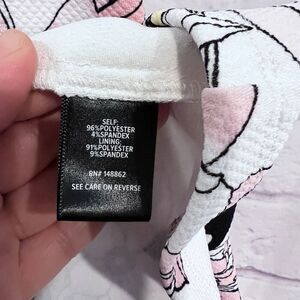 SELF:
96%POLYESTER
4%SPANDEX
LINING:
91%POLYESTER
9%SPANDEX
RN# 148862
SEE CARE ON REVERSE